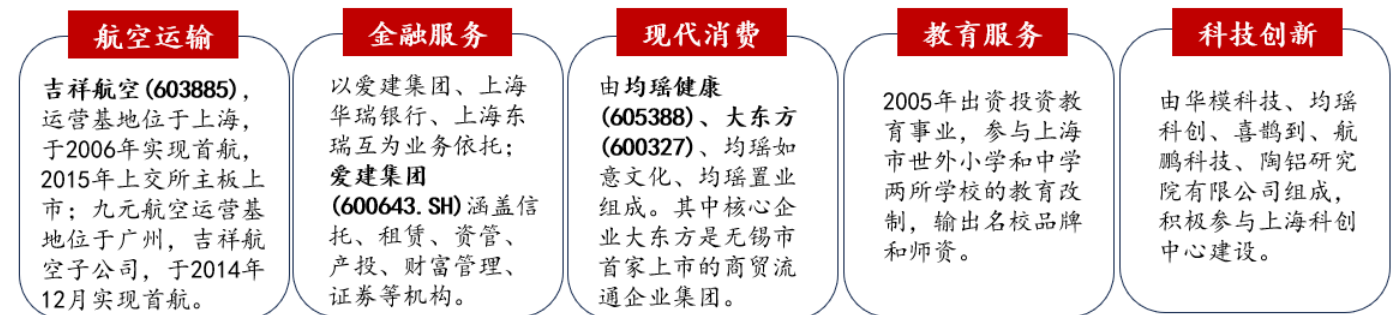 航空运输
吉祥航空(603885),
运营基地位于上海,
于2006年实现首航,
2015年上交所主板上
市；九元航空运营基
地位于广州，吉祥航
空子公司，于2014年
12月实现首航。
金融服务
以爱建集团、上海
华瑞银行、上海东
瑞互为业务依托；
爱建集团
(600643.SH)涵盖信
托、租赁、资管、
产投、财富管理、
证券等机构。
现代消费
由均瑶健康
(605388)、大东方
(600327)、均瑶如
意文化、均瑶置业
组成。其中核心企
业大东方是无锡市
首家上市的商贸流
通企业集团。
教育服务
2005年出资投资教
育事业，参与上海
市世外小学和中学
两所学校的教育改
制，输出名校品牌
和师资。
科技创新
由华模科技、均瑶
科创、喜鹊到、航
鹏科技、陶铝研究
院有限公司组成，
积极参与上海科创
中心建设。